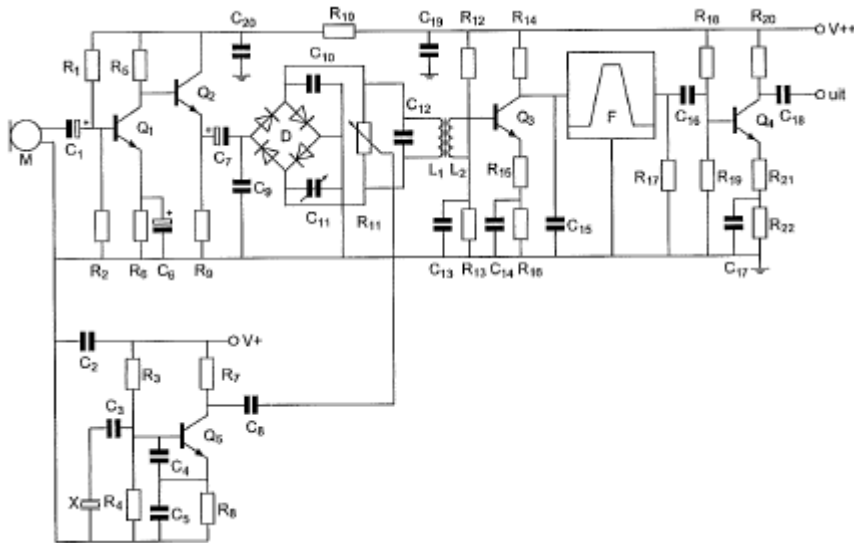 C20 R10 C19 R12 R14 R18 R20 V++
R1 R5 C10
Q2 C12
M C1 Q1 C7 D Q3 F C16 Q4 C18 uit
L1 L2
C9 R15 R17 R19 R21
C11 R11 C15 R22
R2 R6 C6 R9 C13 R13 C14 R16 C17
C2 V+
R3 R7
C3 Q5 C8
C4
X R4 C5 R8